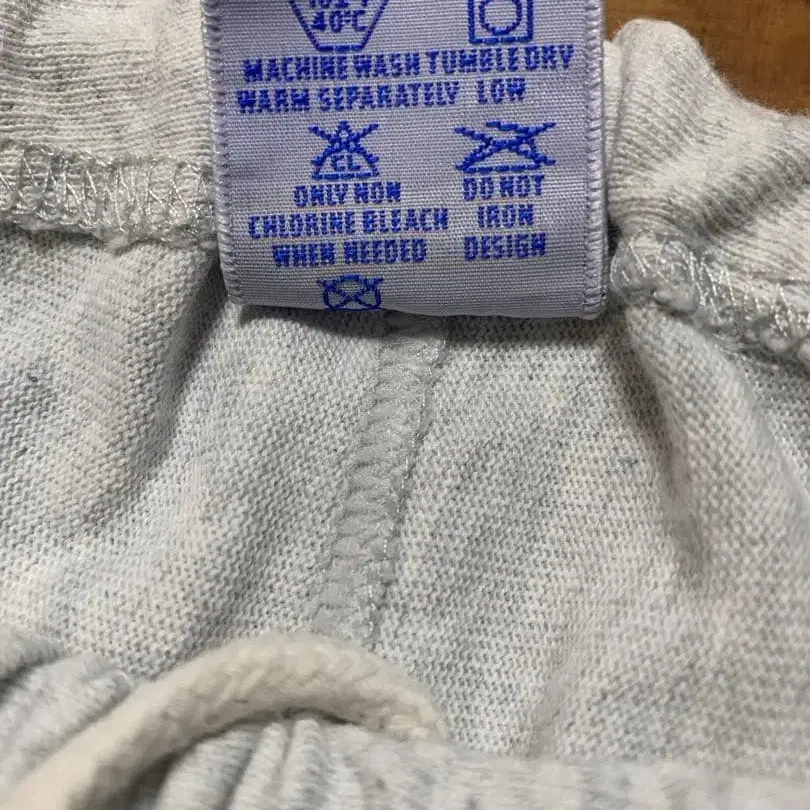 40°C
MACHINE WASH TUMBLE DRY
WARM SEPARATELY LOW
CL
ONLY NON
CHLORINE BLEACH
WHEN NEEDED
DO NOT
IRON
DESIGN